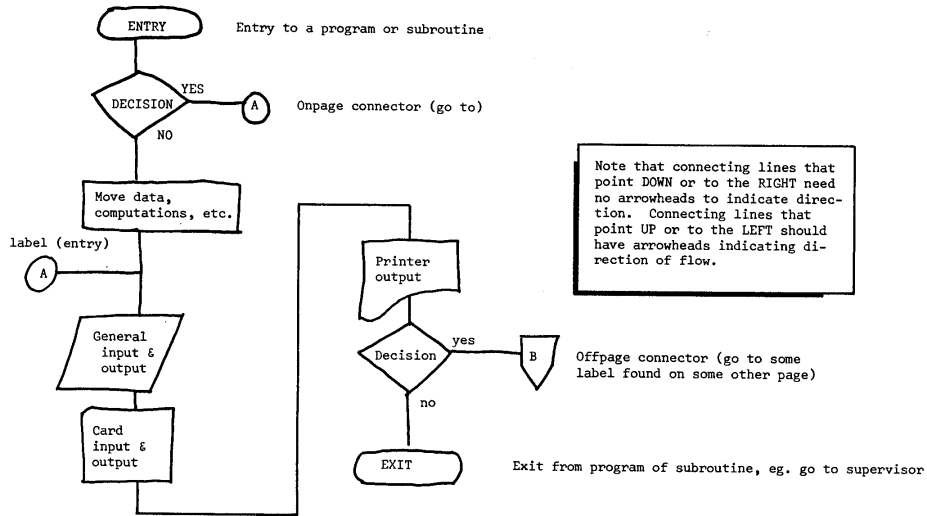 ENTRY
Entry to a program or subroutine
YES
DECISION
A
Onpage connector (go to)
NO
Move data,
computations, etc.
label (entry)
A
General
input &
output
Card
input &
output
Printer
output
Decision
yes
B
Offpage connector (go to some
label found on some other page)
no
EXIT
Exit from program of subroutine, eg. go to supervisor
Note that connecting lines that
point DOWN or to the RIGHT need
no arrowheads to indicate direc-
tion. Connecting lines that
point UP or to the LEFT should
have arrowheads indicating di-
rection of flow.